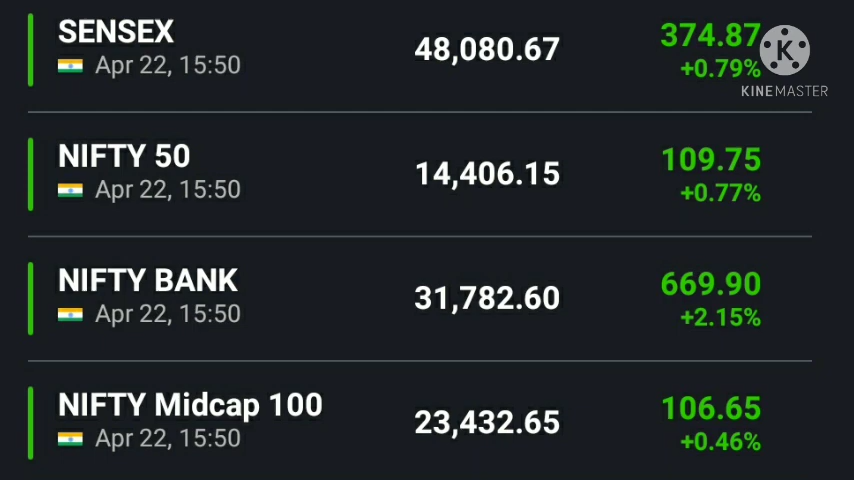 SENSEX
Apr 22, 15:50
48,080.67
374.87
+0.79%
K
KINEMASTER
NIFTY 50
Apr 22, 15:50
14,406.15
109.75
+0.77%
NIFTY BANK
Apr 22, 15:50
31,782.60
669.90
+2.15%
NIFTY Midcap 100
Apr 22, 15:50
23,432.65
106.65
+0.46%